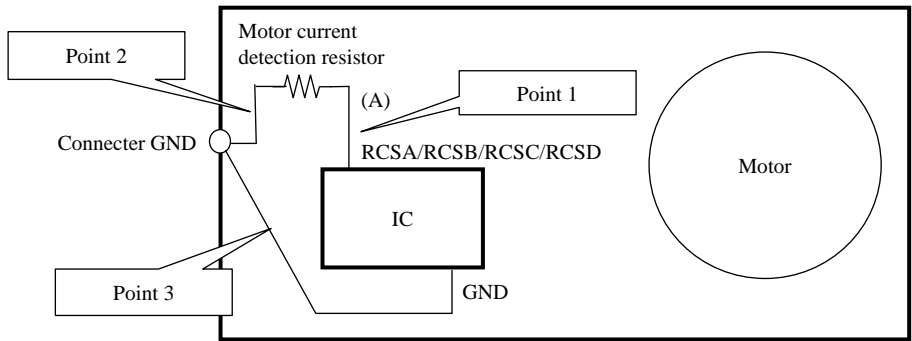 Motor current
detection resistor
Point 2
(A)
Point 1
Connecter GND
RCSA/RCSB/RCSC/RCSD
Motor
IC
Point 3
GND